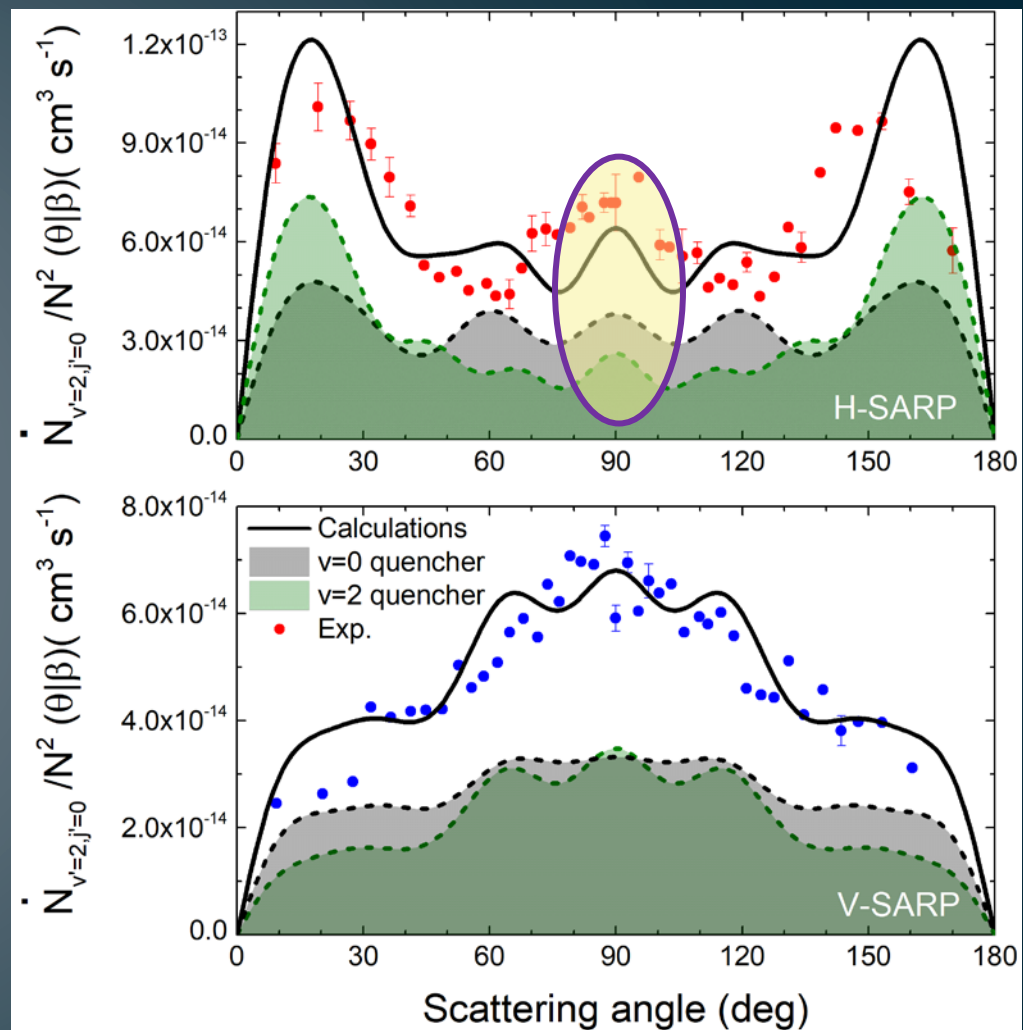 Ṅv'=2,j'=0 /N² (θ|β)( cm³ s⁻¹)
1.2x10⁻¹³
9.0x10⁻¹⁴
6.0x10⁻¹⁴
3.0x10⁻¹⁴
0.0
H-SARP
0 30 60 90 120 150 180
Ṅv'=2,j'=0 /N² (θ|β)( cm³ s⁻¹)
8.0x10⁻¹⁴
Calculations
v=0 quencher
v=2 quencher
Exp.
6.0x10⁻¹⁴
4.0x10⁻¹⁴
2.0x10⁻¹⁴
0.0
V-SARP
0 30 60 90 120 150 180
Scattering angle (deg)